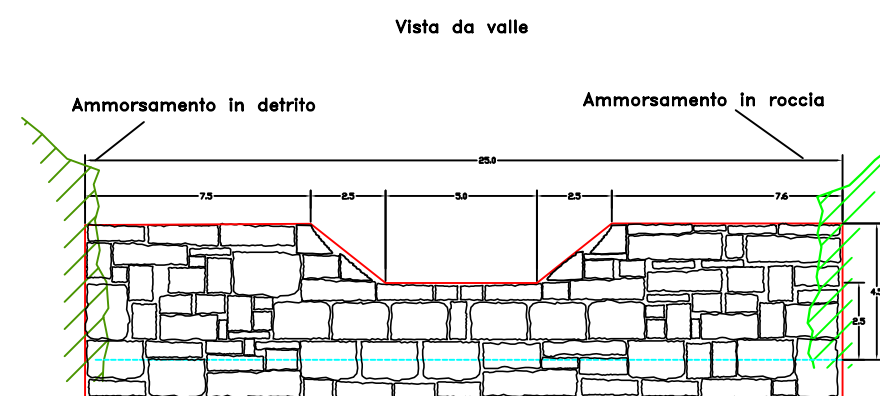 Vista da valle
Ammorsamento in detrito
Ammorsamento in roccia
25.0
7.5 2.5 5.0 2.5 7.6
2.5